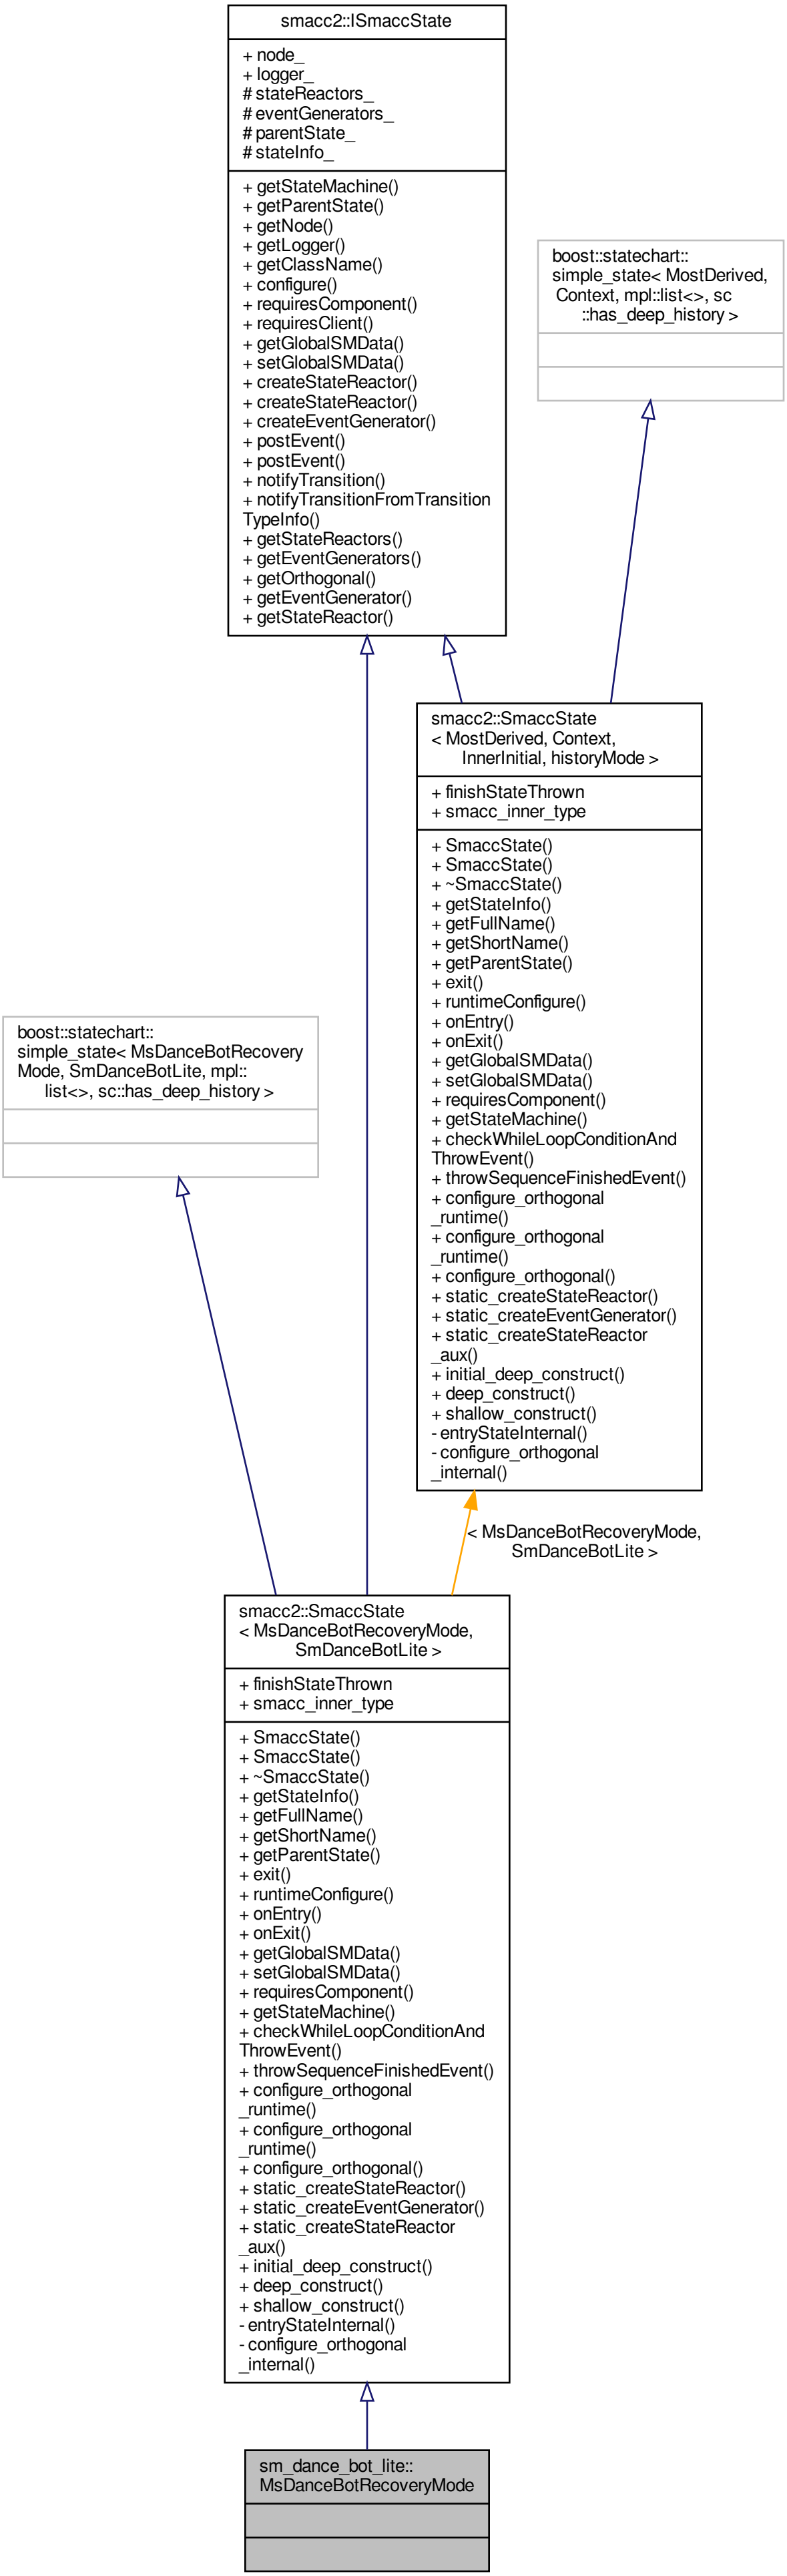 smacc2::ISmaccState
+ node_
+ logger_
# stateReactors_
# eventGenerators_
# parentState_
# stateInfo_
+ getStateMachine()
+ getParentState()
+ getNode()
+ getLogger()
+ getClassName()
+ configure()
+ requiresComponent()
+ requiresClient()
+ getGlobalSMData()
+ setGlobalSMData()
+ createStateReactor()
+ createStateReactor()
+ createEventGenerator()
+ postEvent()
+ postEvent()
+ notifyTransition()
+ notifyTransitionFromTransition
TypeInfo()
+ getStateReactors()
+ getEventGenerators()
+ getOrthogonal()
+ getEventGenerator()
+ getStateReactor()
boost::statechart::
simple_state< MostDerived,
Context, mpl::list<>, sc
::has_deep_history >
smacc2::SmaccState
< MostDerived, Context,
InnerInitial, historyMode >
+ finishStateThrown
+ smacc_inner_type
+ SmaccState()
+ SmaccState()
+ ~SmaccState()
+ getStateInfo()
+ getFullName()
+ getShortName()
+ getParentState()
+ exit()
+ runtimeConfigure()
+ onEntry()
+ onExit()
+ getGlobalSMData()
+ setGlobalSMData()
+ requiresComponent()
+ getStateMachine()
+ checkWhileLoopConditionAnd
ThrowEvent()
+ throwSequenceFinishedEvent()
+ configure_orthogonal
_runtime()
+ configure_orthogonal
_runtime()
+ configure_orthogonal()
+ static_createStateReactor()
+ static_createEventGenerator()
+ static_createStateReactor
_aux()
+ initial_deep_construct()
+ deep_construct()
+ shallow_construct()
- entryStateInternal()
- configure_orthogonal
_internal()
boost::statechart::
simple_state< MsDanceBotRecovery
Mode, SmDanceBotLite, mpl::
list<>, sc::has_deep_history >
< MsDanceBotRecoveryMode,
SmDanceBotLite >
smacc2::SmaccState
< MsDanceBotRecoveryMode,
SmDanceBotLite >
+ finishStateThrown
+ smacc_inner_type
+ SmaccState()
+ SmaccState()
+ ~SmaccState()
+ getStateInfo()
+ getFullName()
+ getShortName()
+ getParentState()
+ exit()
+ runtimeConfigure()
+ onEntry()
+ onExit()
+ getGlobalSMData()
+ setGlobalSMData()
+ requiresComponent()
+ getStateMachine()
+ checkWhileLoopConditionAnd
ThrowEvent()
+ throwSequenceFinishedEvent()
+ configure_orthogonal
_runtime()
+ configure_orthogonal
_runtime()
+ configure_orthogonal()
+ static_createStateReactor()
+ static_createEventGenerator()
+ static_createStateReactor
_aux()
+ initial_deep_construct()
+ deep_construct()
+ shallow_construct()
- entryStateInternal()
- configure_orthogonal
_internal()
sm_dance_bot_lite::
MsDanceBotRecoveryMode